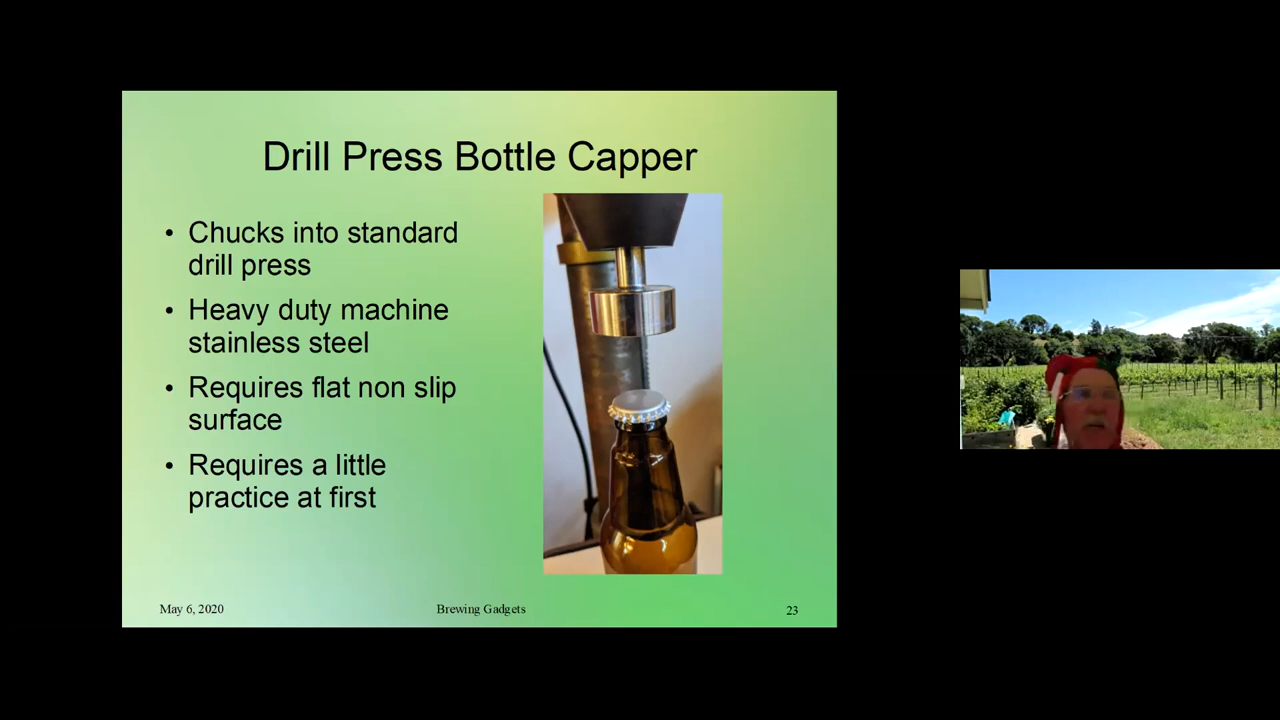 Drill Press Bottle Capper
• Chucks into standard
drill press
• Heavy duty machine
stainless steel
• Requires flat non slip
surface
• Requires a little
practice at first
May 6, 2020
Brewing Gadgets
23